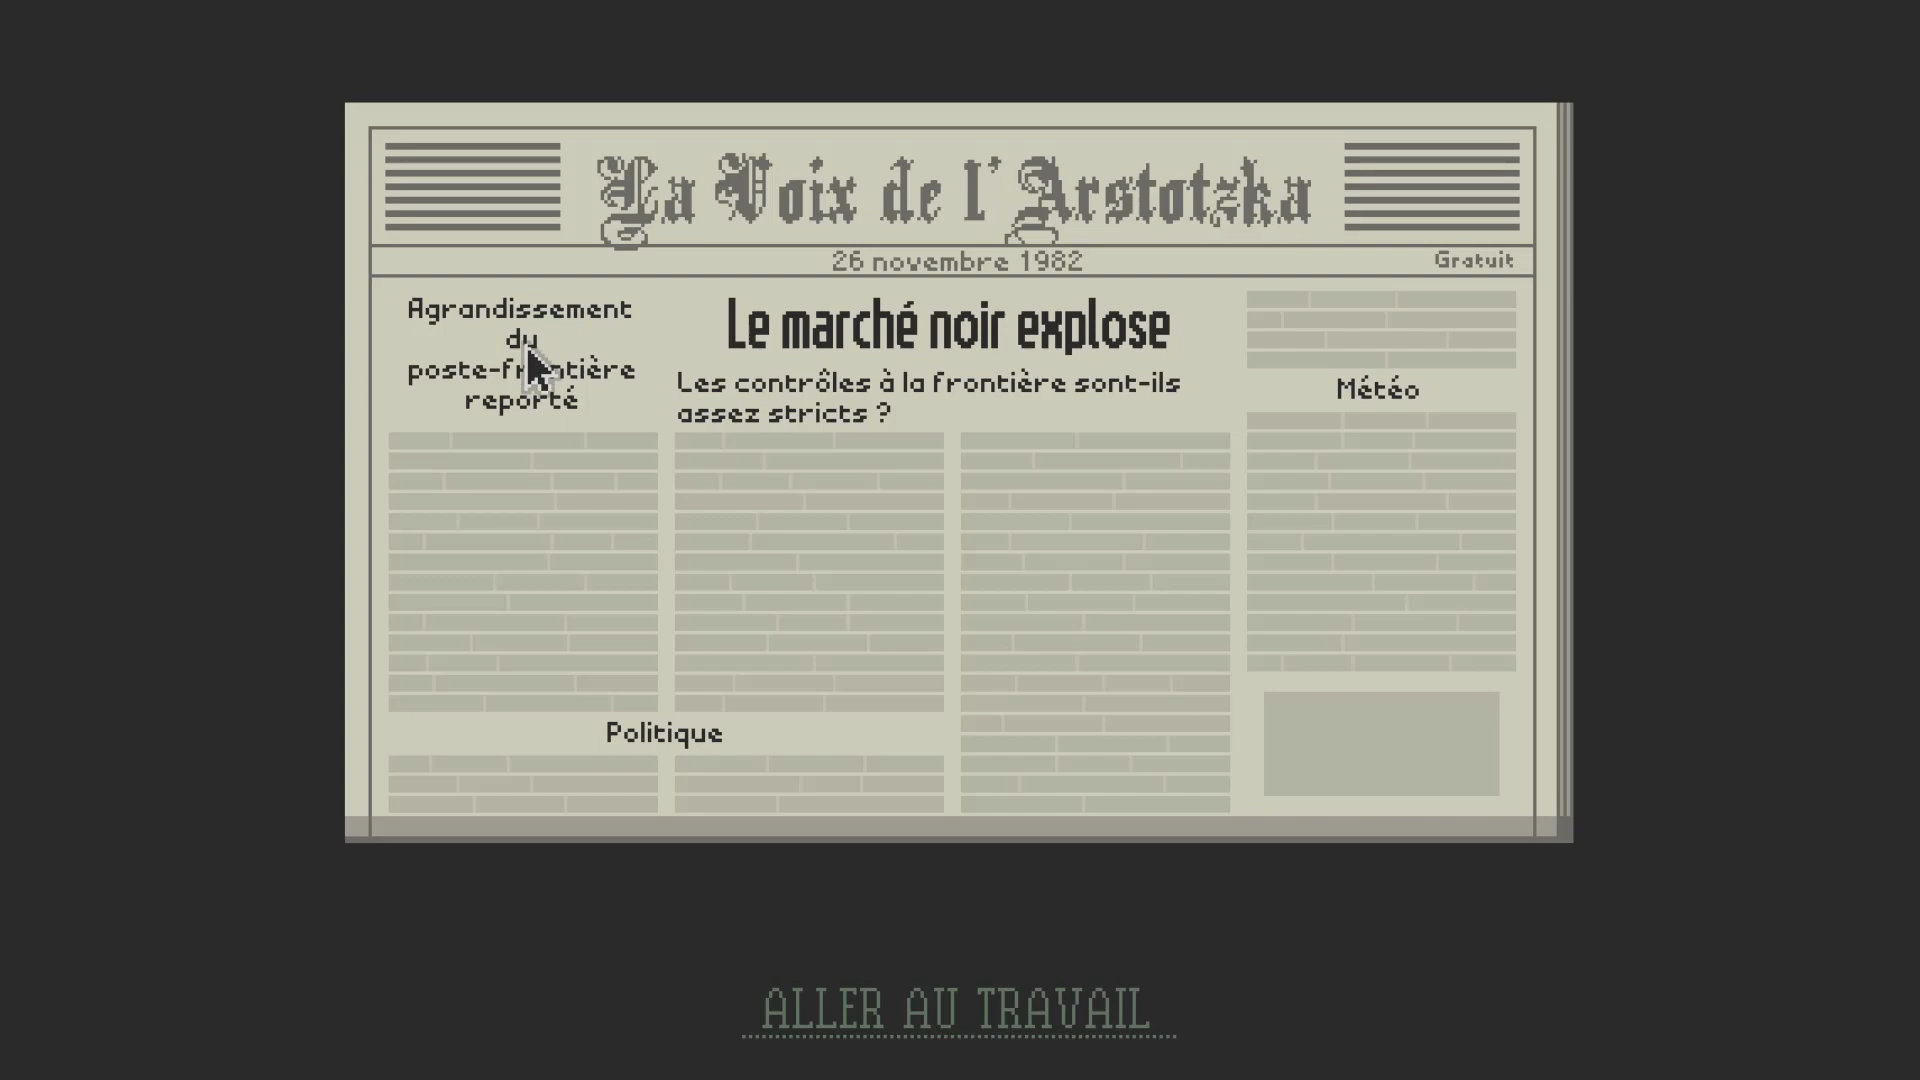 La Voix de l'Arstotzka
26 novembre 1982
Gratuit
Agrandissement
du
poste-frontière
reporté
Le marché noir explose
Les contrôles à la frontière sont-ils
assez stricts ?
Météo
Politique
ALLER AU TRAVAIL